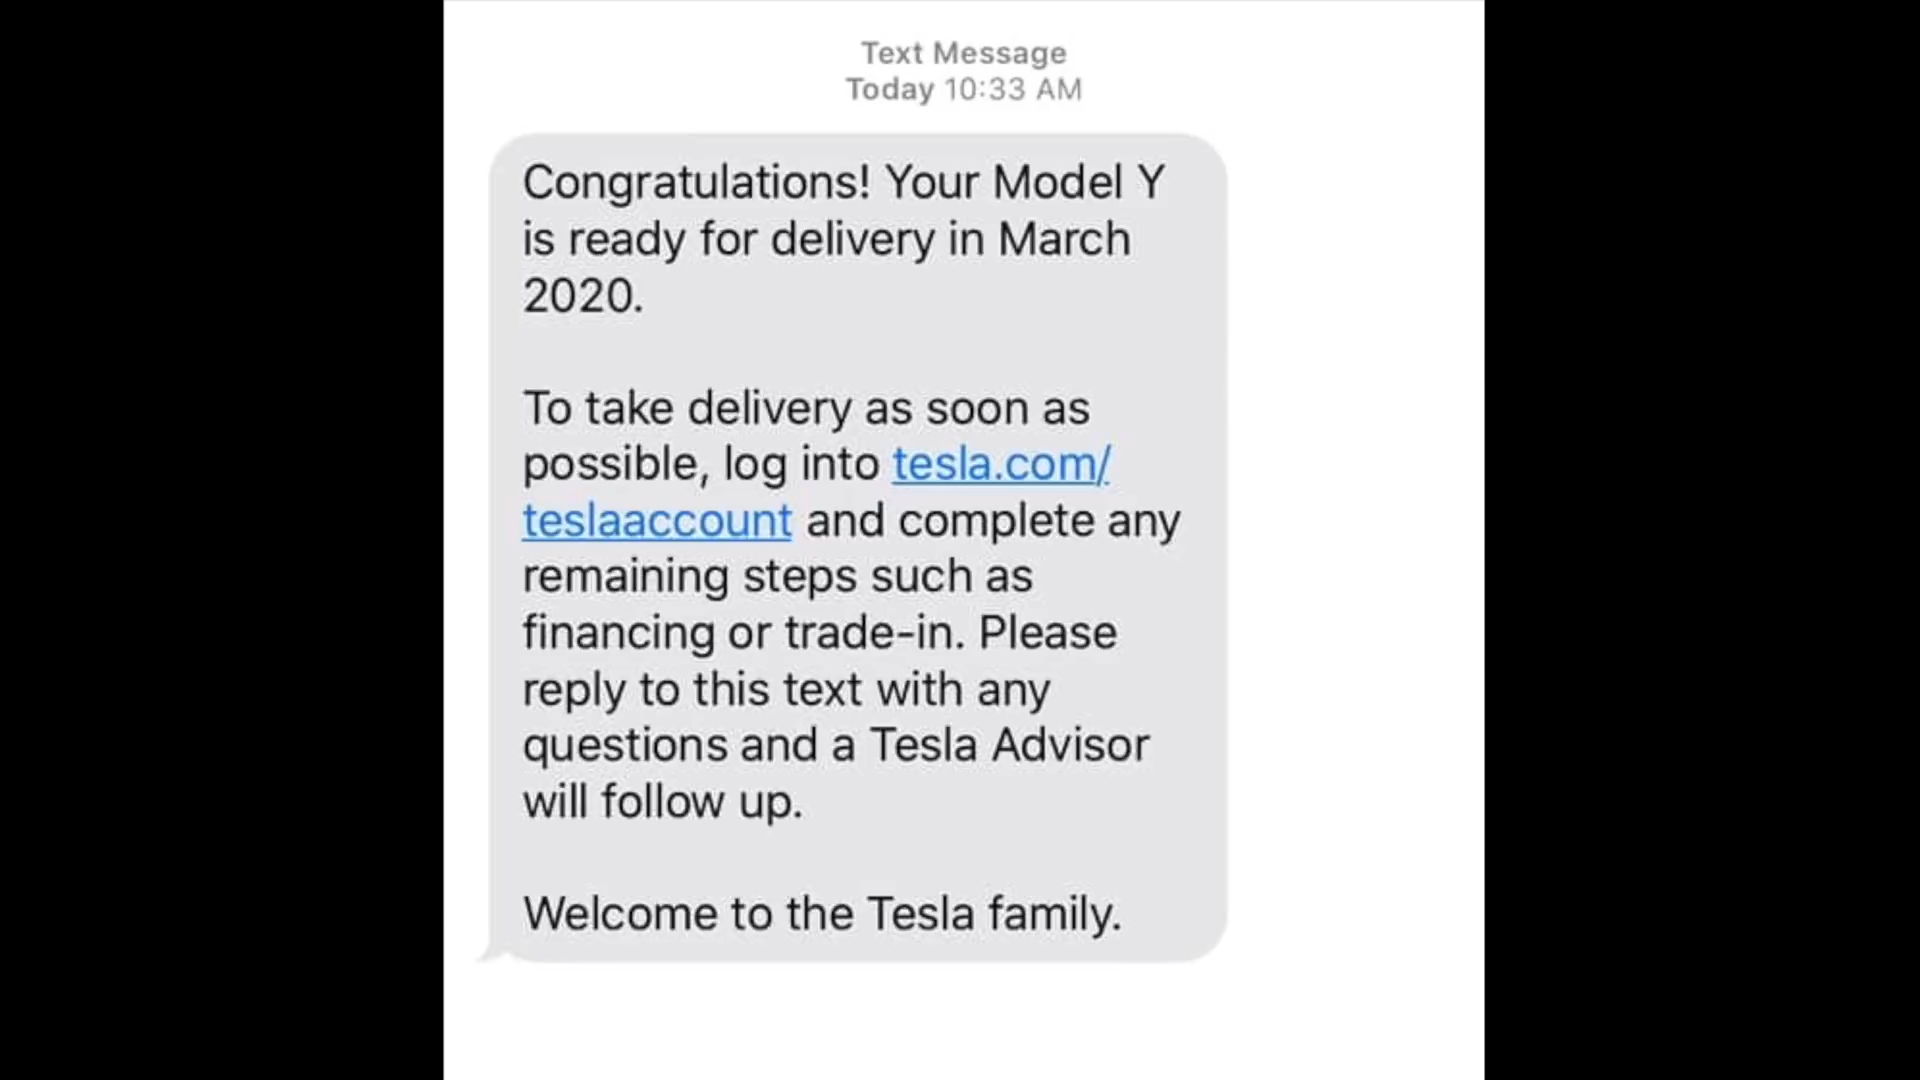 Text Message
Today 10:33 AM
Congratulations! Your Model Y
is ready for delivery in March
2020.
To take delivery as soon as
possible, log into tesla.com/
teslaaccount and complete any
remaining steps such as
financing or trade-in. Please
reply to this text with any
questions and a Tesla Advisor
will follow up.
Welcome to the Tesla family.